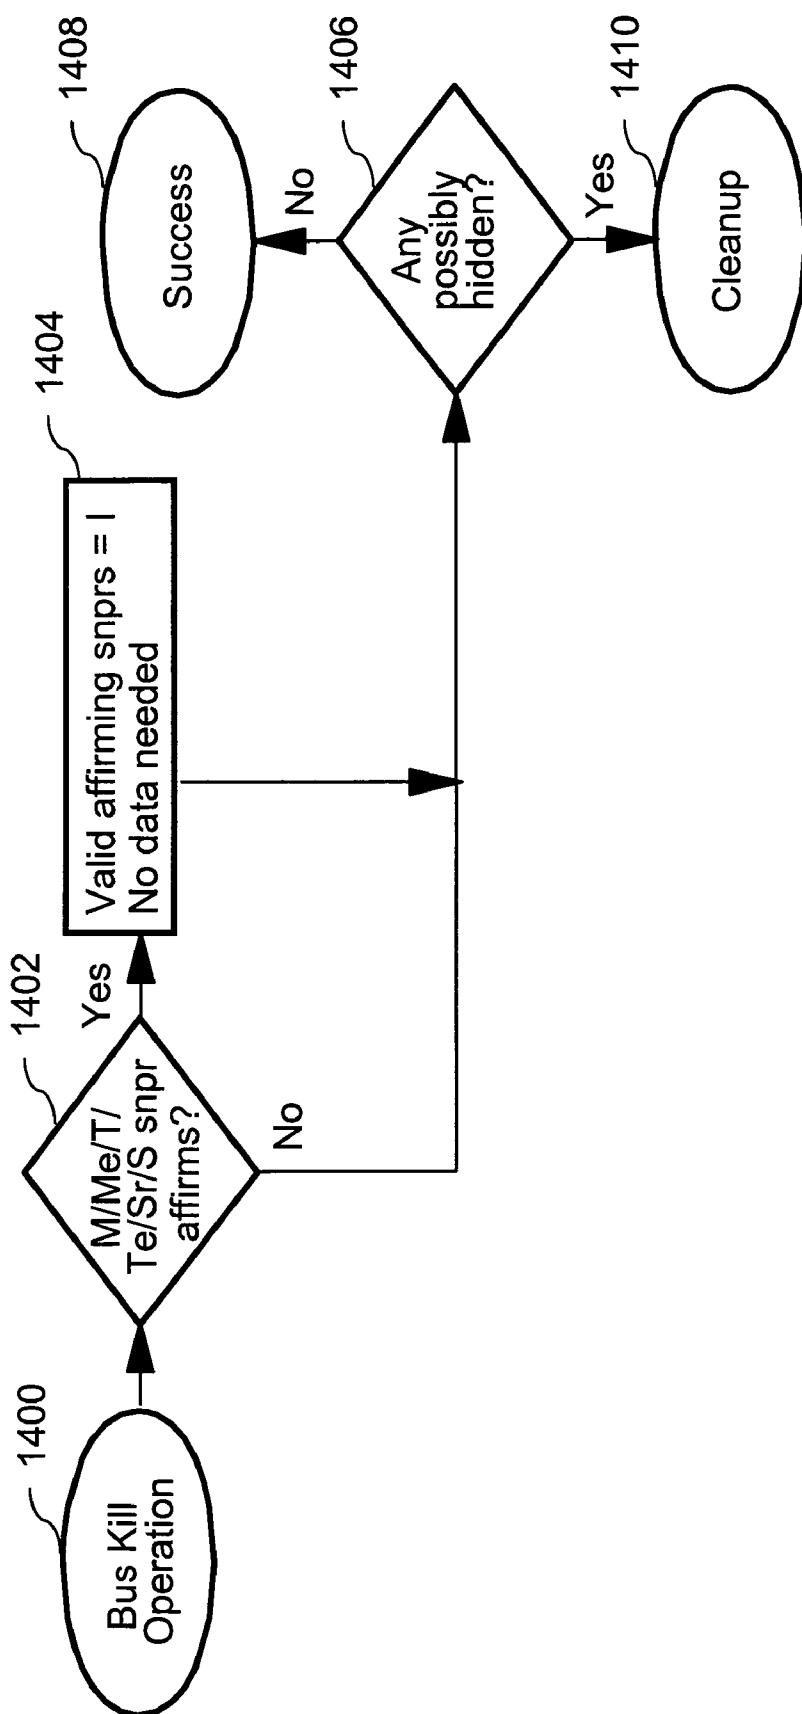 1400
Bus Kill
Operation
1402
M/Me/T/
Te/Sr/S snpr
affirms?
Yes
No
1404
Valid affirming snprs = I
No data needed
1406
Any
possibly
hidden?
No
Yes
1408
Success
1410
Cleanup